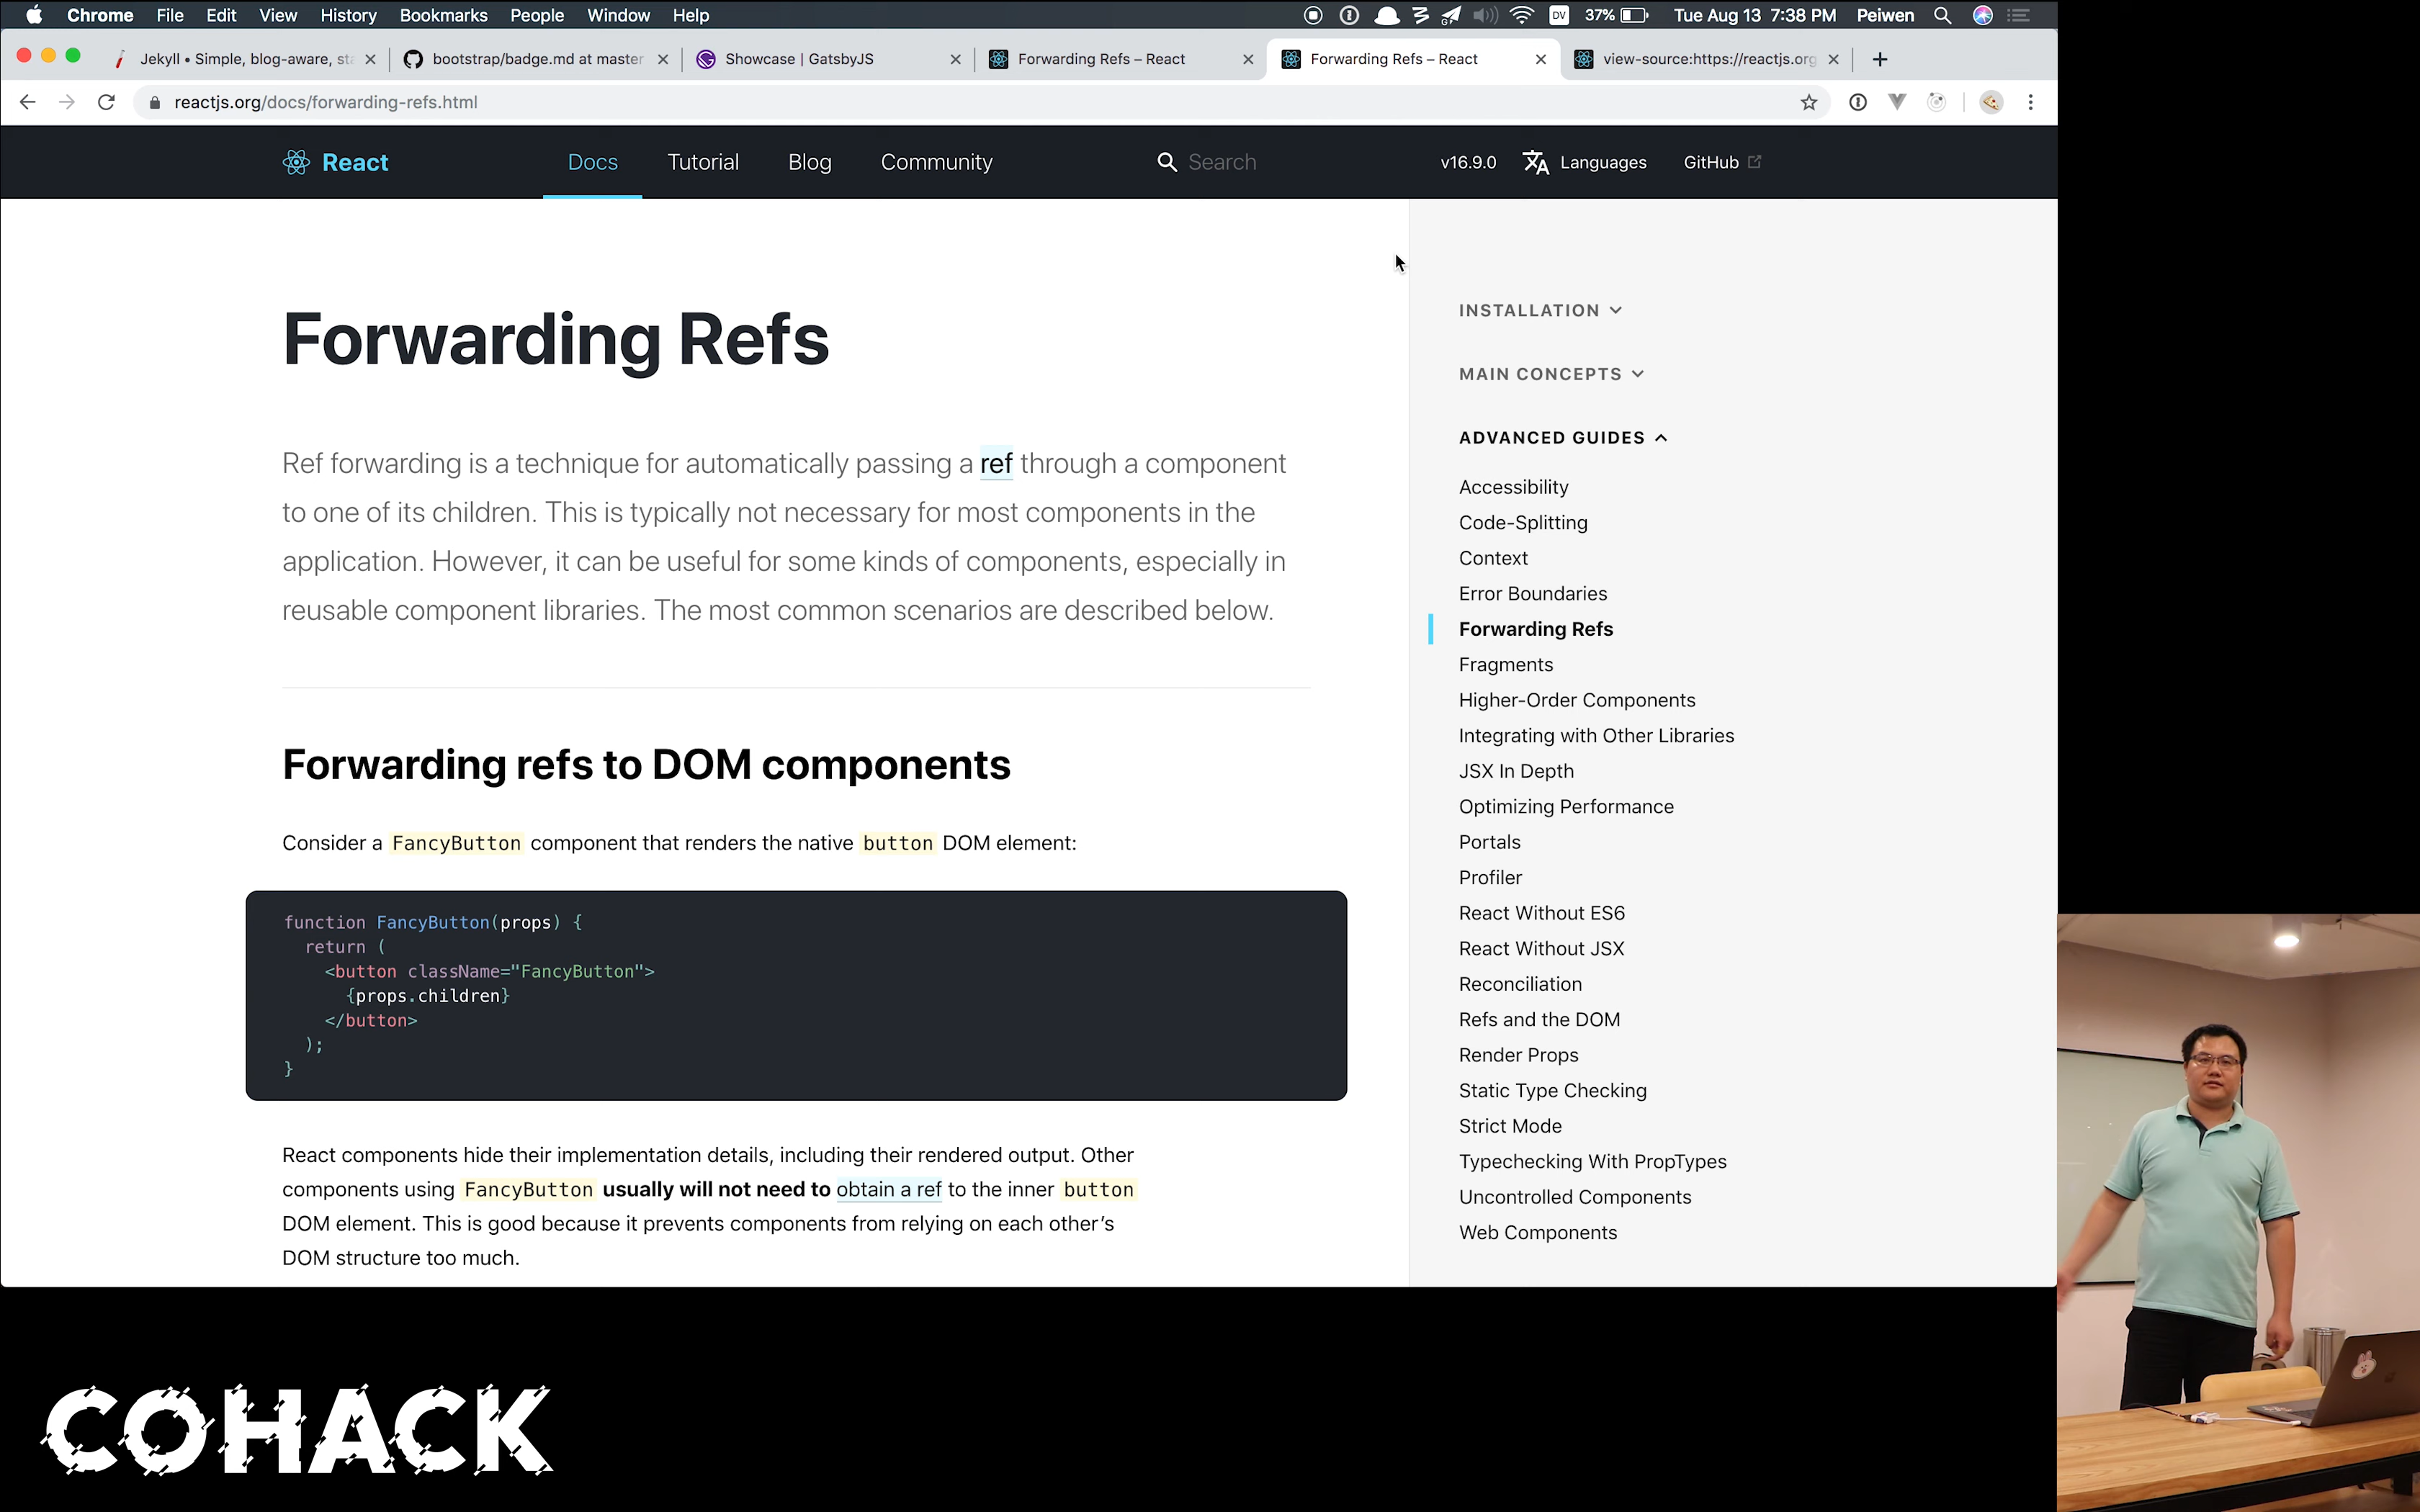 Chrome File Edit View History Bookmarks People Window Help DV 37% Tue Aug 13 7:38 PM Peiwen
Jekyll • Simple, blog-aware, sta bootstrap/badge.md at master Showcase | GatsbyJS Forwarding Refs – React Forwarding Refs – React view-source:https://reactjs.org
reactjs.org/docs/forwarding-refs.html
React Docs Tutorial Blog Community Search v16.9.0 Languages GitHub
Forwarding Refs
Ref forwarding is a technique for automatically passing a ref through a component
to one of its children. This is typically not necessary for most components in the
application. However, it can be useful for some kinds of components, especially in
reusable component libraries. The most common scenarios are described below.
Forwarding refs to DOM components
Consider a FancyButton component that renders the native button DOM element:
function FancyButton(props) {
return (
<button className="FancyButton">
{props.children}
</button>
);
}
React components hide their implementation details, including their rendered output. Other
components using FancyButton usually will not need to obtain a ref to the inner button
DOM element. This is good because it prevents components from relying on each other’s
DOM structure too much.
INSTALLATION
MAIN CONCEPTS
ADVANCED GUIDES
Accessibility
Code-Splitting
Context
Error Boundaries
Forwarding Refs
Fragments
Higher-Order Components
Integrating with Other Libraries
JSX In Depth
Optimizing Performance
Portals
Profiler
React Without ES6
React Without JSX
Reconciliation
Refs and the DOM
Render Props
Static Type Checking
Strict Mode
Typechecking With PropTypes
Uncontrolled Components
Web Components
COHACK